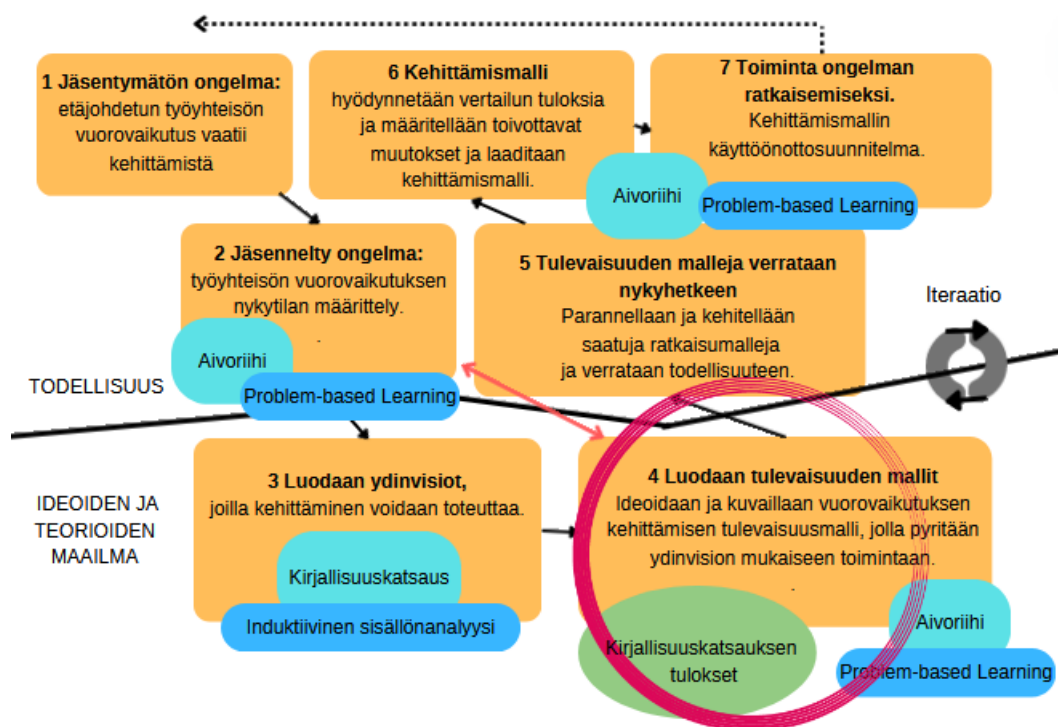 1 Jäsentymätön ongelma:
etäjohdetun työyhteisön
vuorovaikutus vaatii
kehittämistä
6 Kehittämismalli
hyödynnetään vertailun tuloksia
ja määritellään toivottavat
muutokset ja laaditaan
kehittämismalli.
7 Toiminta ongelman
ratkaisemiseksi.
Kehittämismallin
käyttöönottosuunnitelma.
Aivoriihi
Problem-based Learning
2 Jäsennelty ongelma:
työyhteisön vuorovaikutuksen
nykytilan määrittely.
.
Aivoriihi
Problem-based Learning
5 Tulevaisuuden malleja verrataan
nykyhetkeen
Parannellaan ja kehitellään
saatuja ratkaisumalleja
ja verrataan todellisuuteen.
Iteraatio
TODELLISUUS
IDEOIDEN JA
TEORIOIDEN
MAAILMA
3 Luodaan ydinvisiot,
joilla kehittäminen voidaan toteuttaa.
Kirjallisuuskatsaus
Induktiivinen sisällönanalyysi
4 Luodaan tulevaisuuden mallit
Ideoidaan ja kuvaillaan vuorovaikutuksen
kehittämisen tulevaisuusmalli, jolla pyritään
ydinvision mukaiseen toimintaan.
.
Kirjallisuuskatsauksen
tulokset
Aivoriihi
Problem-based Learning